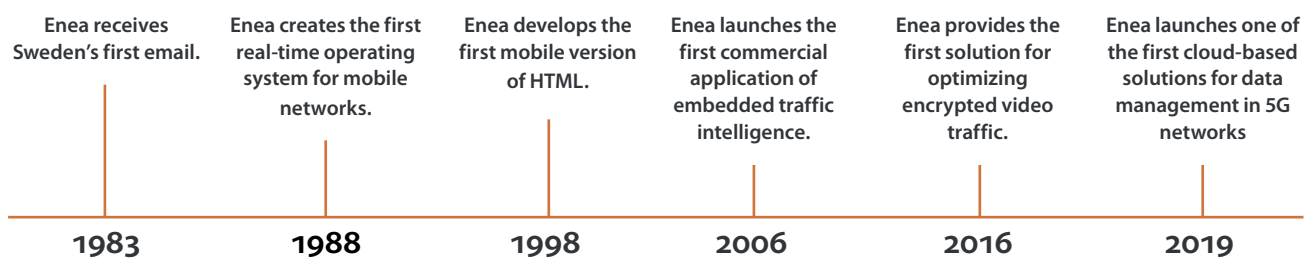 Enea receives
Sweden's first email.
Enea creates the first
real-time operating
system for mobile
networks.
Enea develops the
first mobile version
of HTML.
Enea launches the
first commercial
application of
embedded traffic
intelligence.
Enea provides the
first solution for
optimizing
encrypted video
traffic.
Enea launches one of
the first cloud-based
solutions for data
management in 5G
networks
1983
1988
1998
2006
2016
2019